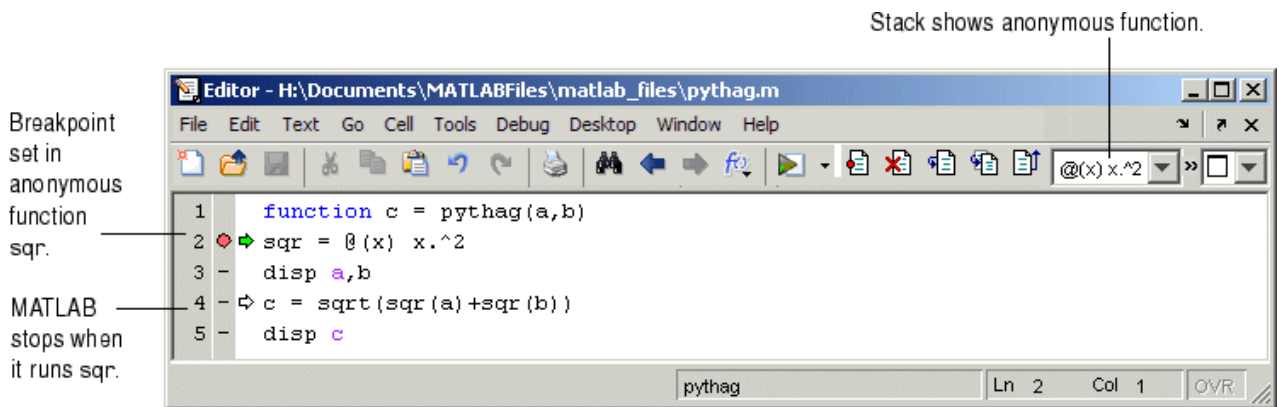 Stack shows anonymous function.
Editor - H:\Documents\MATLABFiles\matlab_files\pythag.m
File Edit Text Go Cell Tools Debug Desktop Window Help
@(x) x.^2
Breakpoint
set in
anonymous
function
sqr.
MATLAB
stops when
it runs sqr.
1 function c = pythag(a,b)
2 sqr = @(x) x.^2
3 - disp a,b
4 - c = sqrt(sqr(a)+sqr(b))
5 - disp c
pythag Ln 2 Col 1 OVR